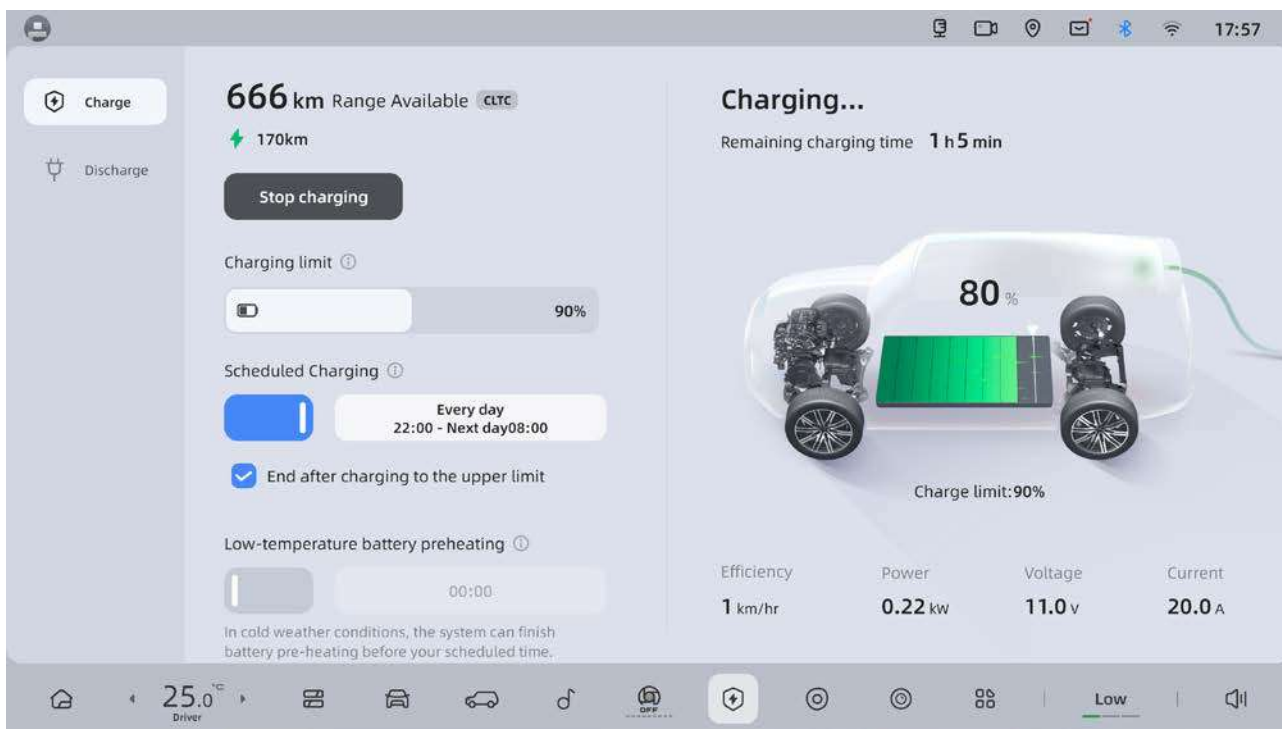 17:57
Charge
Discharge
666 km Range Available CLTC
170km
Stop charging
Charging limit
90%
Scheduled Charging
Every day
22:00 - Next day08:00
End after charging to the upper limit
Low-temperature battery preheating
00:00
In cold weather conditions, the system can finish
battery pre-heating before your scheduled time.
Charging...
Remaining charging time 1 h 5 min
80 %
Charge limit:90%
Efficiency Power Voltage Current
1 km/hr 0.22 kw 11.0 v 20.0 A
25.0 °C
Driver
OFF
Low